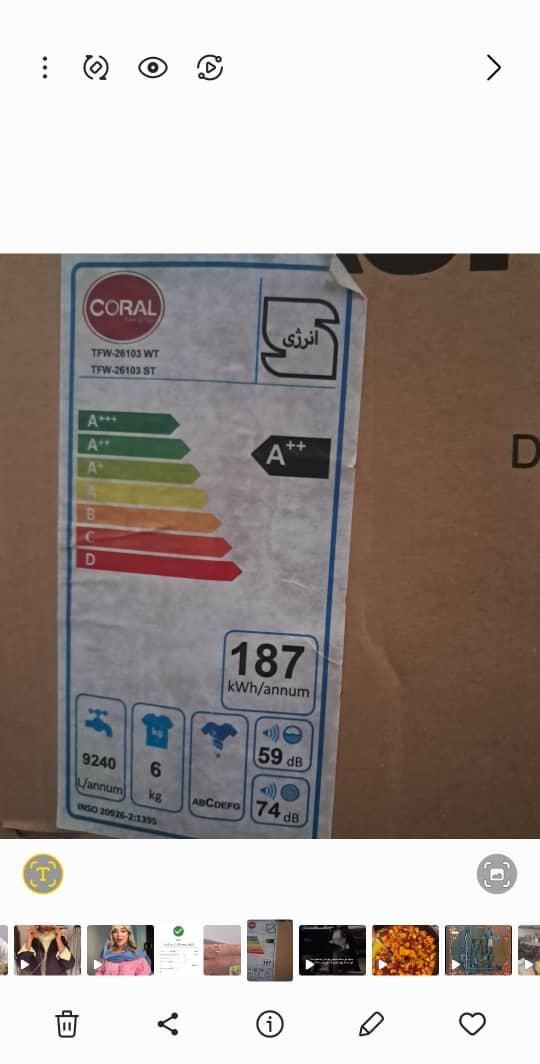 CORAL
انرژی
TFW-26103 WT
TFW-26103 ST
A+++
A++
A+
A
B
C
D
A++
187
kWh/annum
9240
L/annum
kg
6
kg
ABCDEFG
59 dB
74 dB
INSO 20926-2:1395
D
T